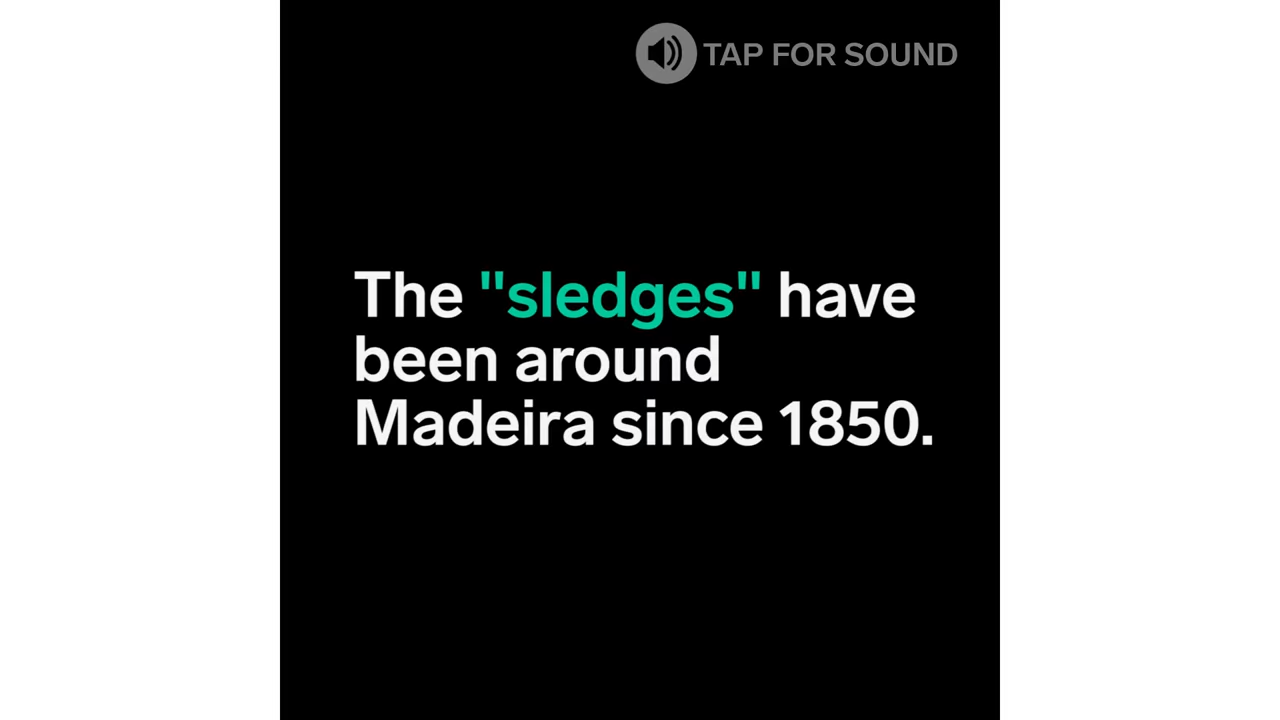 TAP FOR SOUND
The "sledges" have
been around
Madeira since 1850.